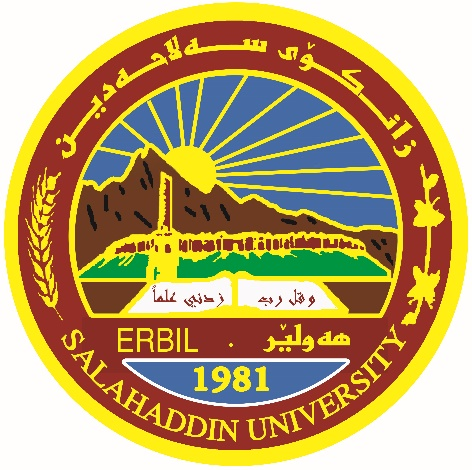 زانكۆی سەلاحەدین
وقل رب زدني علماً
ERBIL . هەولێر
1981
SALAHADDIN UNIVERSITY